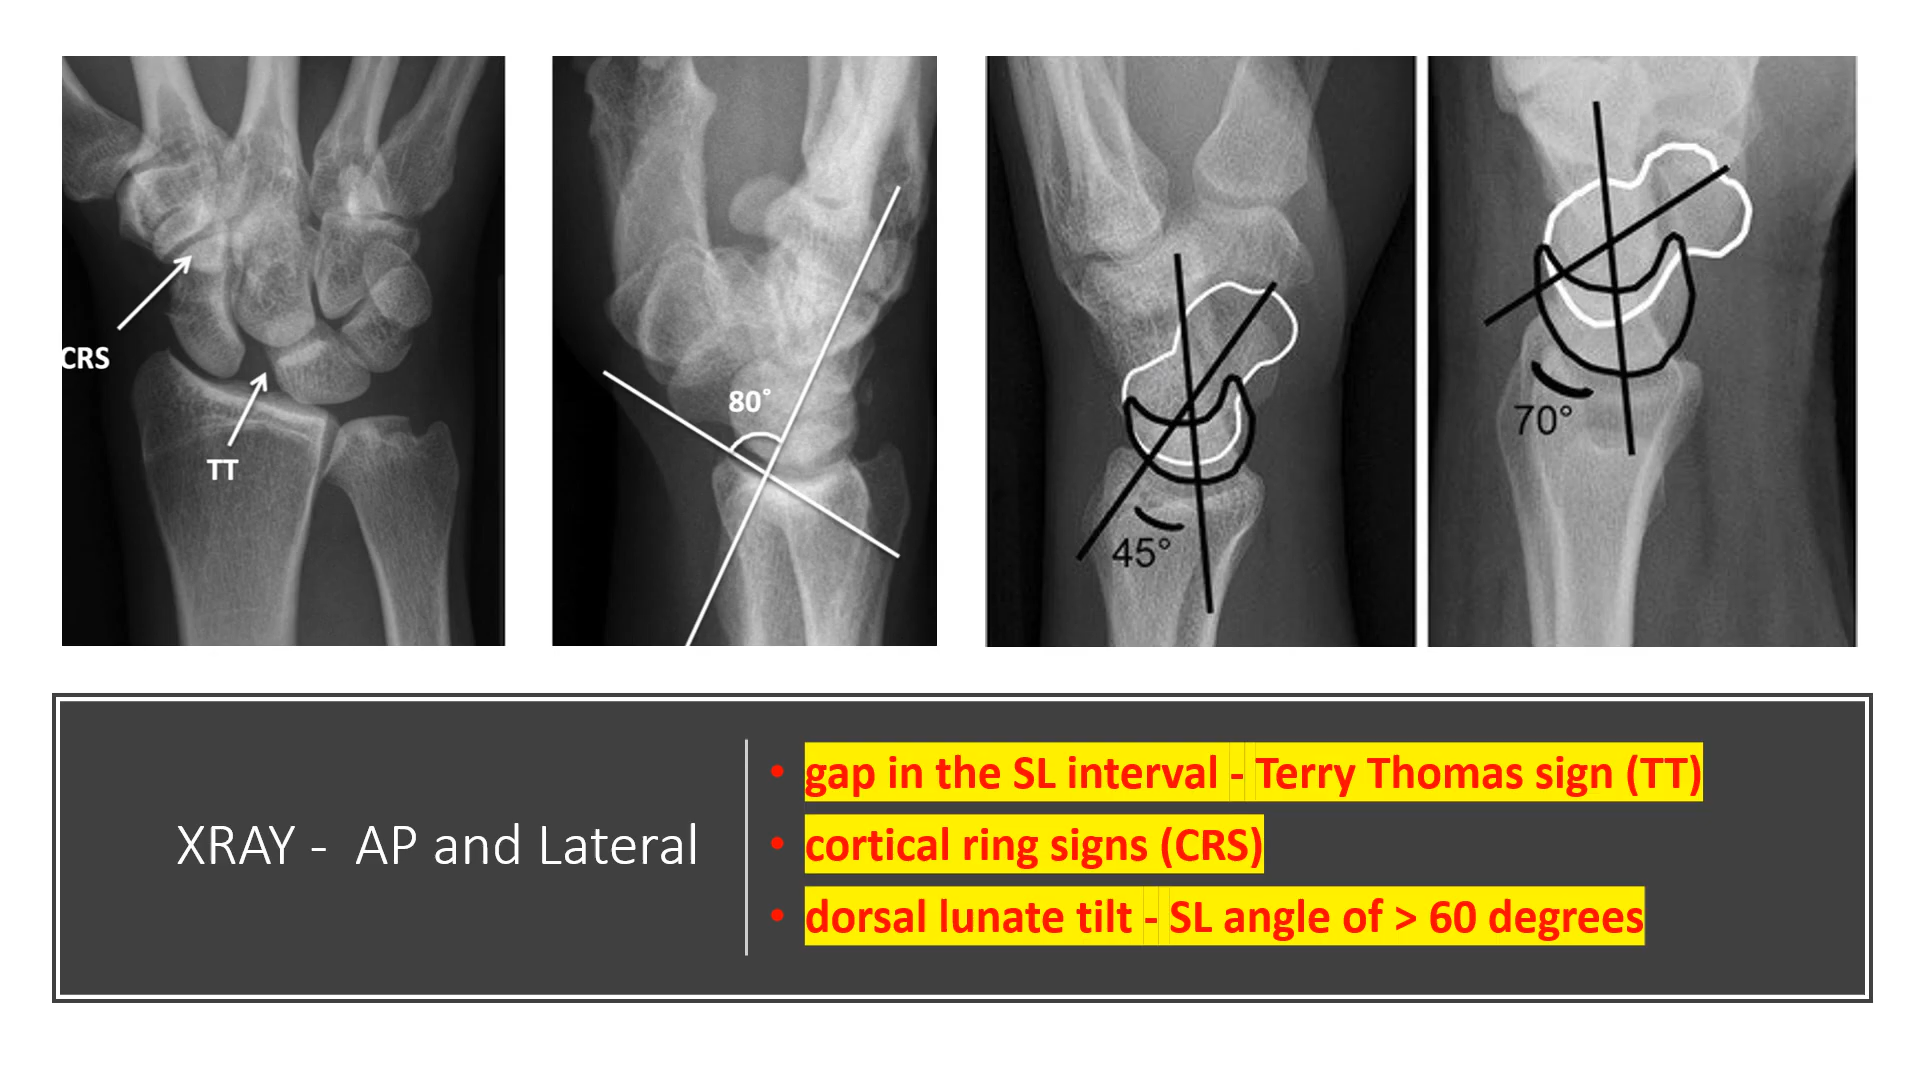 CRS
TT
80°
45°
70°
XRAY - AP and Lateral
• gap in the SL interval - Terry Thomas sign (TT)
• cortical ring signs (CRS)
• dorsal lunate tilt - SL angle of > 60 degrees